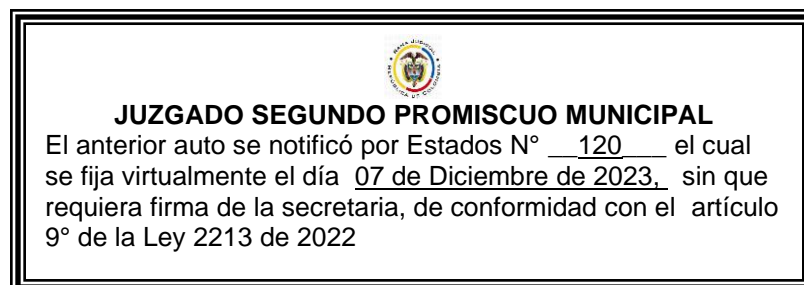 JUZGADO SEGUNDO PROMISCUO MUNICIPAL
El anterior auto se notificó por Estados N° __120___ el cual
se fija virtualmente el día 07 de Diciembre de 2023, sin que
requiera firma de la secretaria, de conformidad con el artículo
9° de la Ley 2213 de 2022